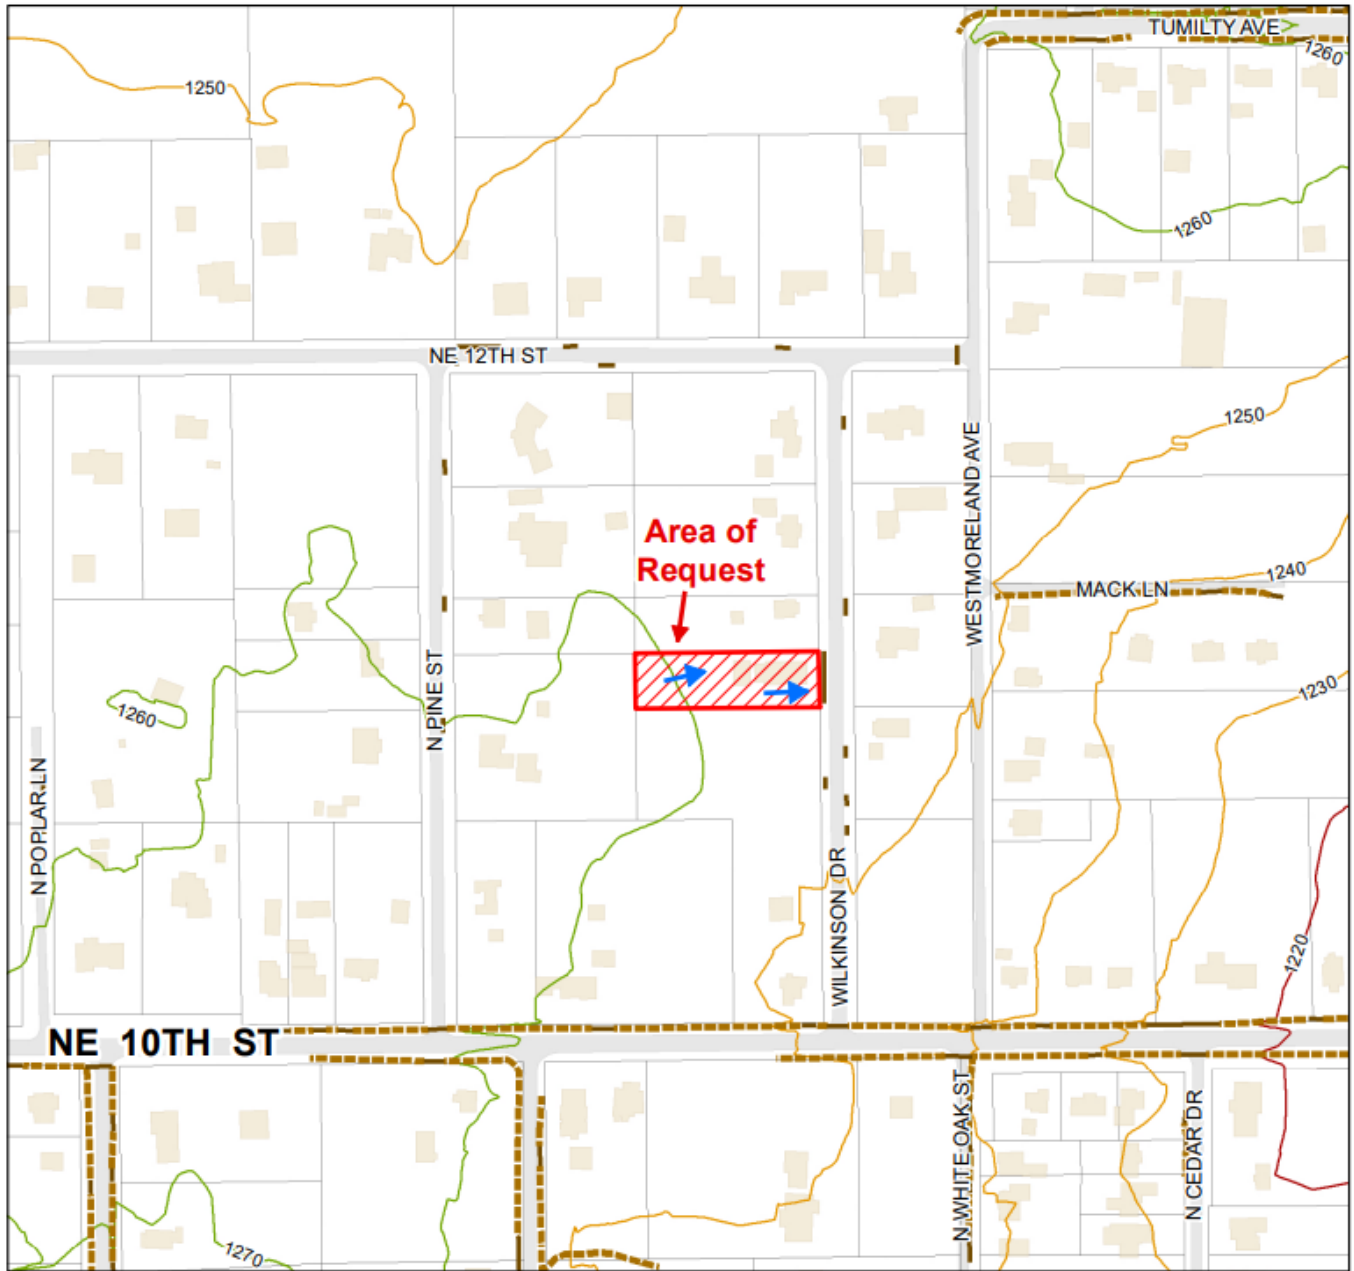 TUMILTY AVE
1260
1250
1260
NE 12TH ST
1250
WESTMORELAND AVE
Area of
Request
1240
MACK LN
N PINE ST
1230
1260
N POPLAR LN
WILKINSON DR
1220
NE 10TH ST
N WHITE OAK ST
N CEDAR DR
1270